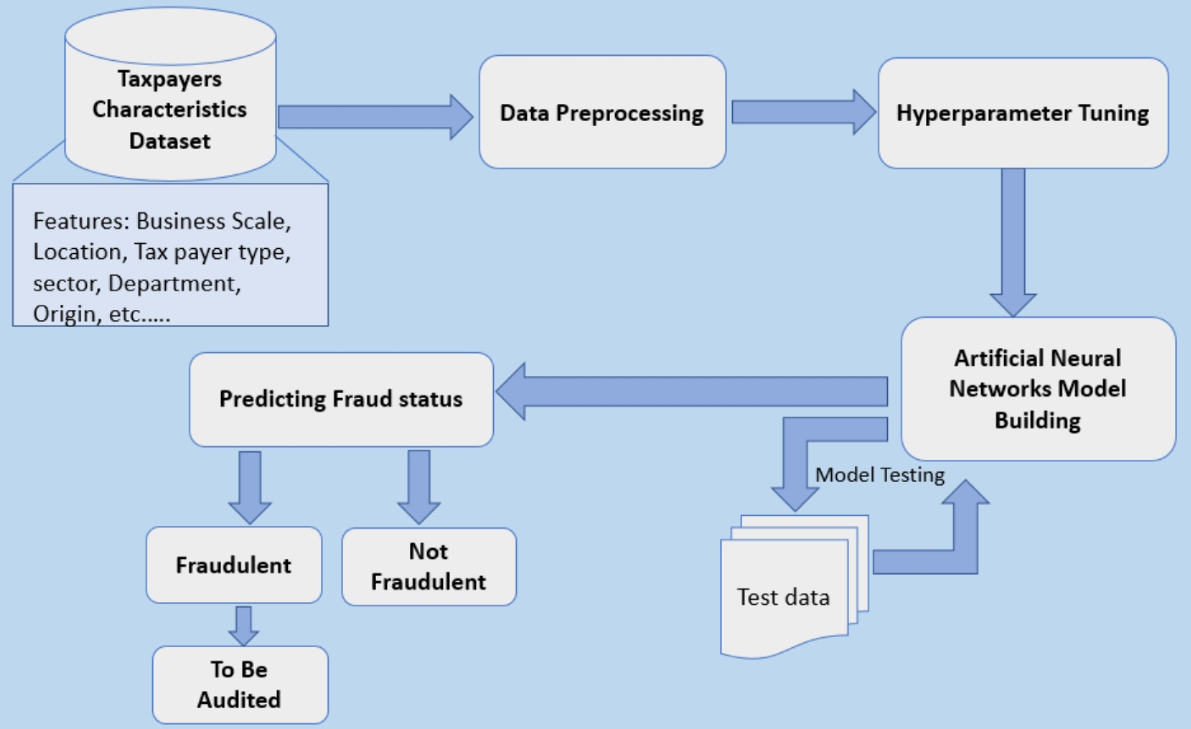 Taxpayers
Characteristics
Dataset
Data Preprocessing
Hyperparameter Tuning
Features: Business Scale,
Location, Tax payer type,
sector, Department,
Origin, etc.....
Artificial Neural
Networks Model
Building
Predicting Fraud status
Model Testing
Fraudulent
Not
Fraudulent
Test data
To Be
Audited